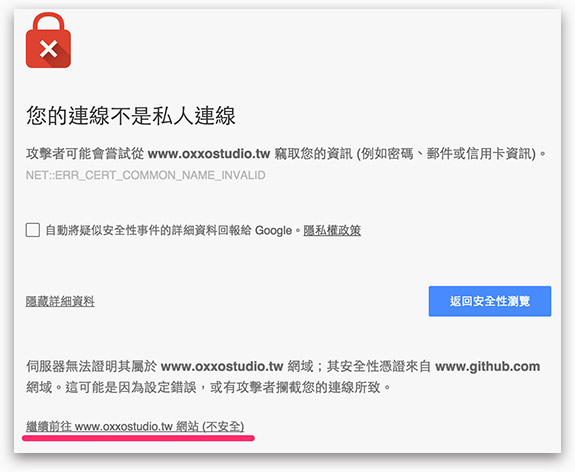 您的連線不是私人連線
攻擊者可能會嘗試從 www.oxxostudio.tw 竊取您的資訊 (例如密碼、郵件或信用卡資訊)。
NET::ERR_CERT_COMMON_NAME_INVALID
自動將疑似安全性事件的詳細資料回報給 Google。隱私權政策
隱藏詳細資料
返回安全性瀏覽
伺服器無法證明其屬於 www.oxxostudio.tw 網域；其安全性憑證來自 www.github.com
網域。這可能是因為設定錯誤，或有攻擊者攔截您的連線所致。
繼續前往 www.oxxostudio.tw 網站 (不安全)